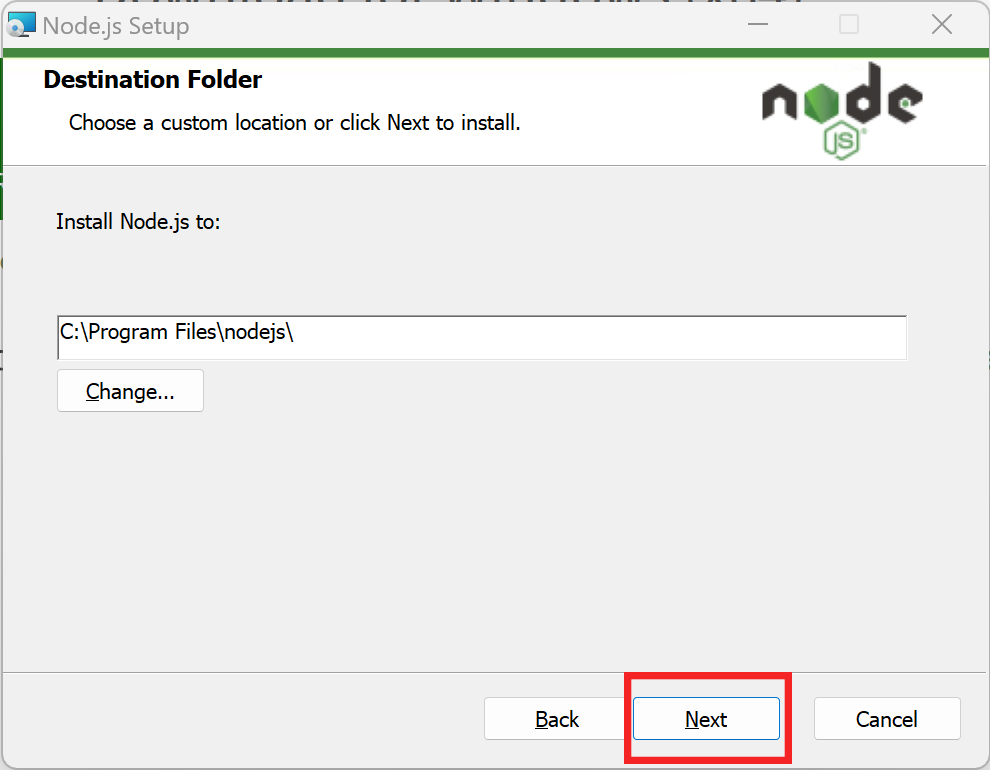 Node.js Setup
Destination Folder
Choose a custom location or click Next to install.
node
JS
Install Node.js to:
C:\Program Files\nodejs\
Change...
Back
Next
Cancel